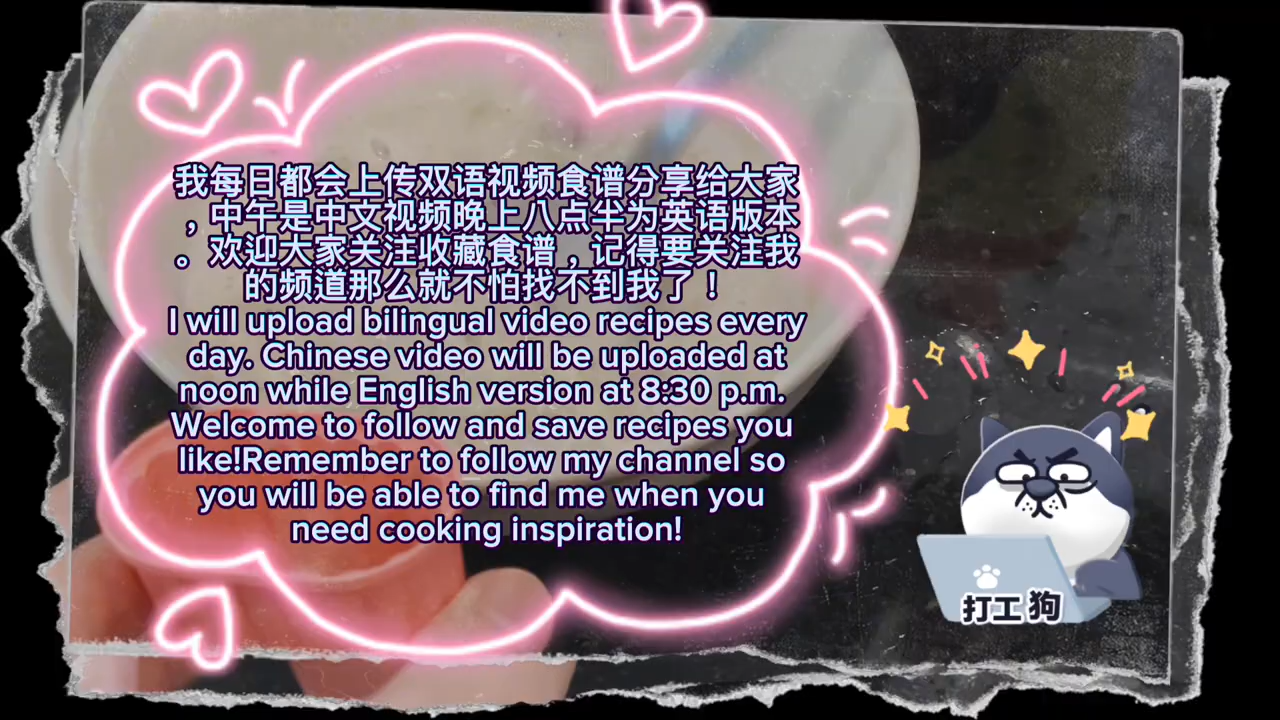 我每日都会上传双语视频食谱分享给大家
，中午是中文视频晚上八点半为英语版本
。欢迎大家关注收藏食谱，记得要关注我
的频道那么就不怕找不到我了！
I will upload bilingual video recipes every
day. Chinese video will be uploaded at
noon while English version at 8:30 p.m.
Welcome to follow and save recipes you
like!Remember to follow my channel so
you will be able to find me when you
need cooking inspiration!
打工狗